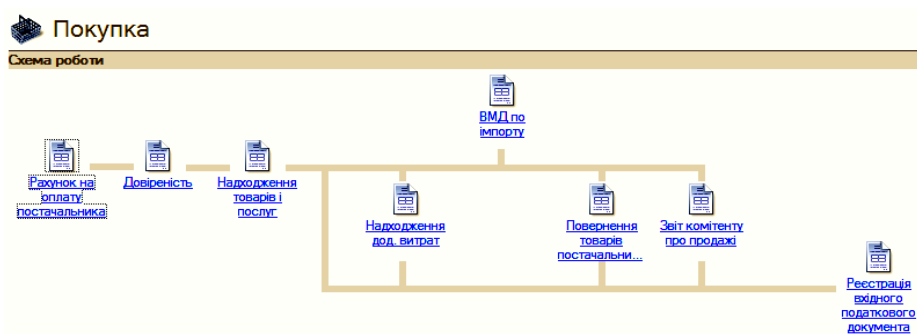 Покупка
Схема роботи
ВМД по
імпорту
Рахунок на
оплату
постачальника
Довіреність
Надходження
товарів і
послуг
Надходження
дод. витрат
Повернення
товарів
постачальни...
Звіт комітенту
про продажі
Реєстрація
вхідного
податкового
документа